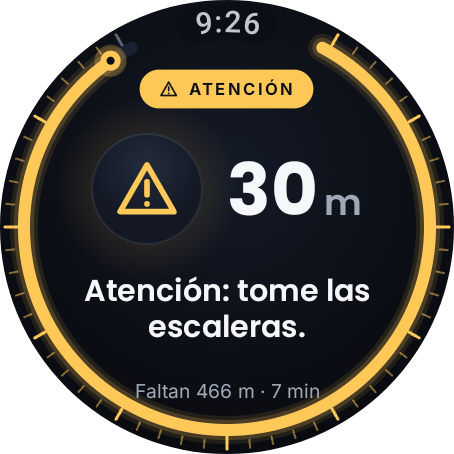 9:26
ATENCIÓN
30 m
Atención: tome las
escaleras.
Faltan 466 m · 7 min